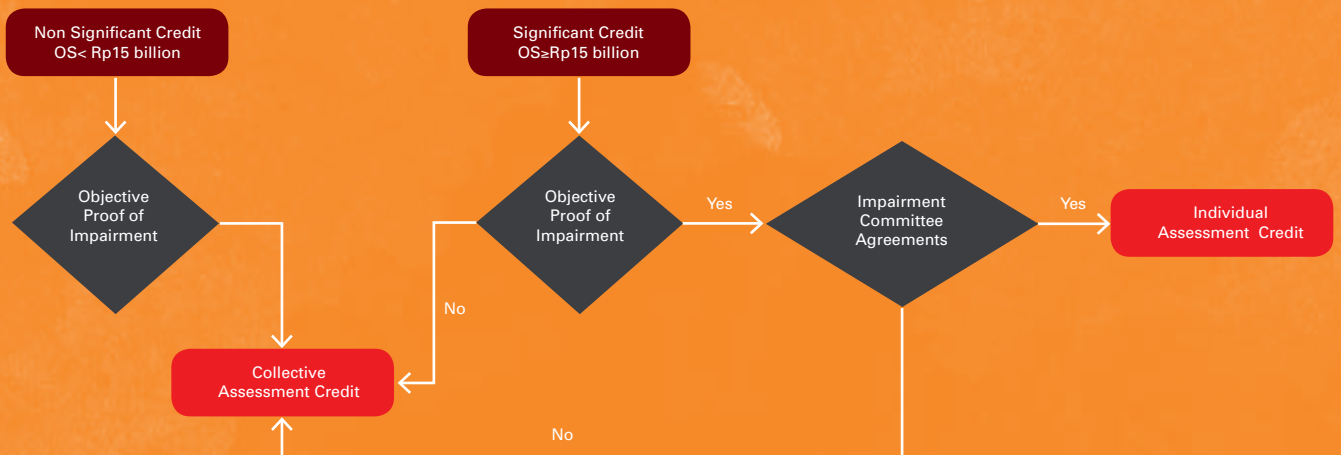 Non Significant Credit
OS< Rp15 billion
Significant Credit
OS≥Rp15 billion
Objective
Proof of
Impairment
Objective
Proof of
Impairment
Yes
Impairment
Committee
Agreements
Yes
Individual
Assessment Credit
No
Collective
Assessment Credit
No